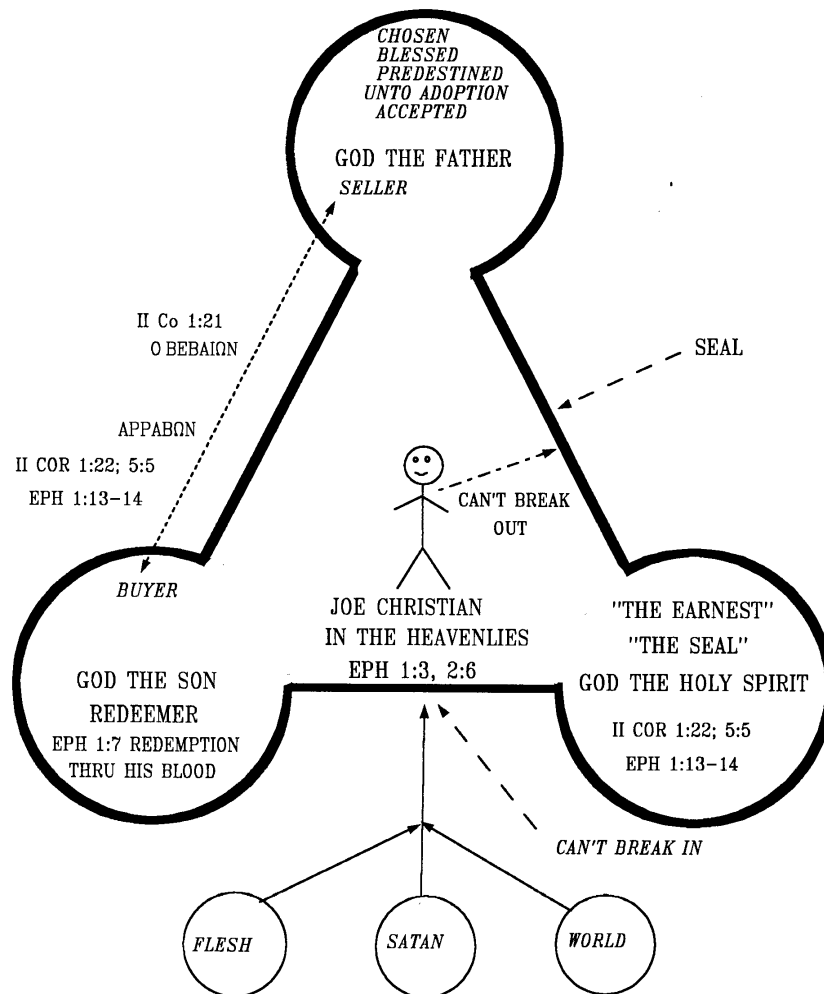 CHOSEN
BLESSED
PREDESTINED
UNTO ADOPTION
ACCEPTED
GOD THE FATHER
SELLER
II Co 1:21
Ο ΒΕΒΑΙΩΝ
SEAL
ΑΡΡΑΒΩΝ
II COR 1:22; 5:5
EPH 1:13-14
CAN'T BREAK
OUT
BUYER
JOE CHRISTIAN
IN THE HEAVENLIES
EPH 1:3, 2:6
"THE EARNEST"
"THE SEAL"
GOD THE HOLY SPIRIT
II COR 1:22; 5:5
EPH 1:13-14
GOD THE SON
REDEEMER
EPH 1:7 REDEMPTION
THRU HIS BLOOD
CAN'T BREAK IN
FLESH
SATAN
WORLD